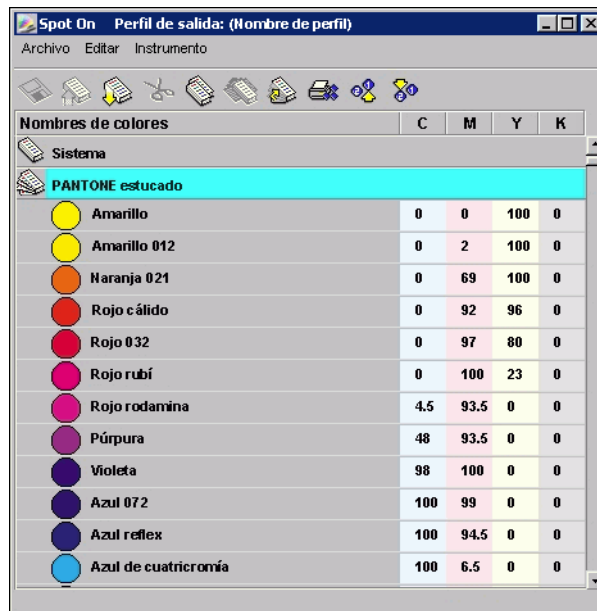 Spot On Perfil de salida: (Nombre de perfil)
Archivo Editar Instrumento
Nombres de colores C M Y K
Sistema
PANTONE estucado
Amarillo 0 0 100 0
Amarillo 012 0 2 100 0
Naranja 021 0 69 100 0
Rojo cálido 0 92 96 0
Rojo 032 0 97 80 0
Rojo rubí 0 100 23 0
Rojo rodamina 4.5 93.5 0 0
Púrpura 48 93.5 0 0
Violeta 98 100 0 0
Azul 072 100 99 0 0
Azul reflex 100 94.5 0 0
Azul de cuatricromía 100 6.5 0 0